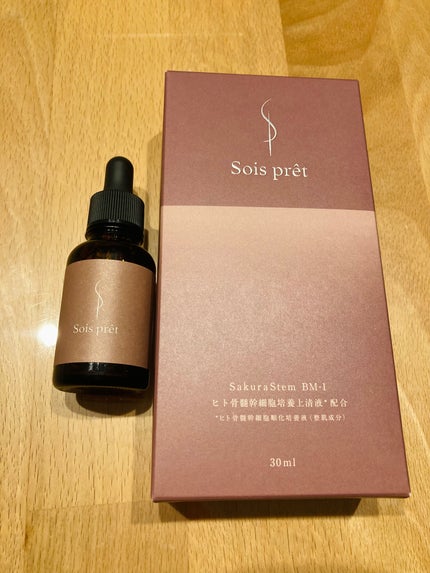 Sois prêt
Sois prêt
SakuraStem BM-1
ヒト骨髄幹細胞培養上清液*配合
*ヒト骨髄幹細胞順化培養液(整肌成分)
30ml